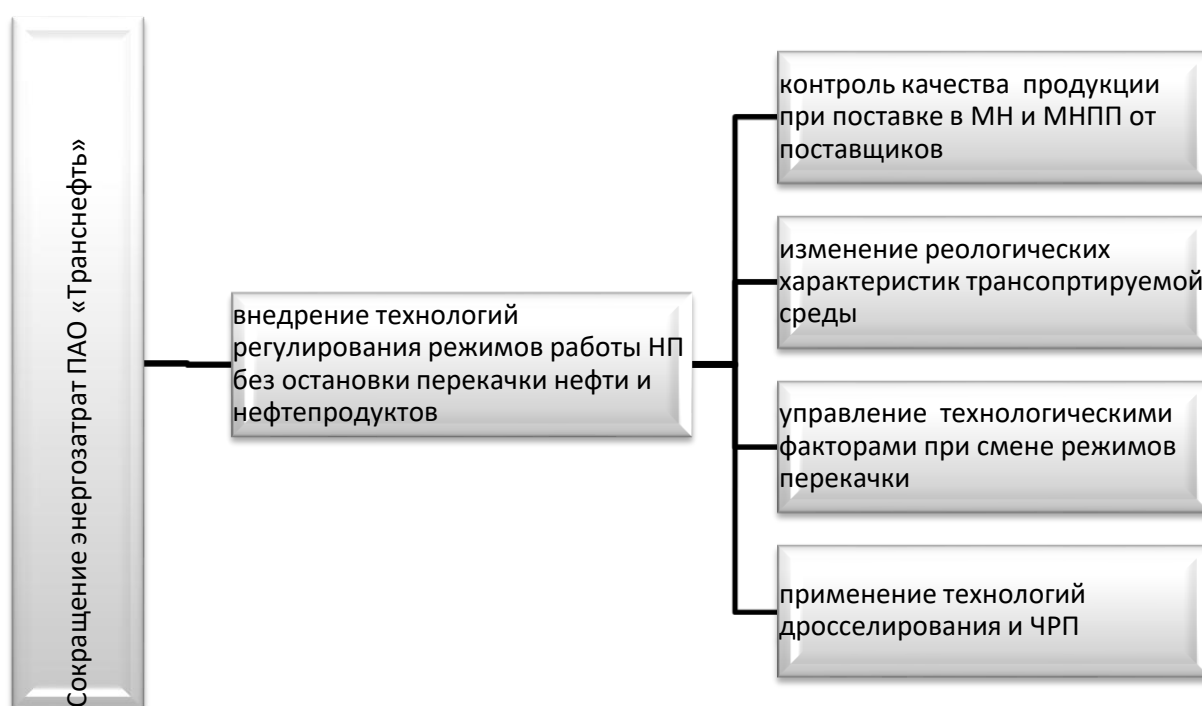 Сокращение энергозатрат ПАО «Транснефть»
внедрение технологий
регулирования режимов работы НП
без остановки перекачки нефти и
нефтепродуктов
контроль качества продукции
при поставке в МН и МНПП от
поставщиков
изменение реологических
характеристик трансопртируемой
среды
управление технологическими
факторами при смене режимов
перекачки
применение технологий
дросселирования и ЧРП